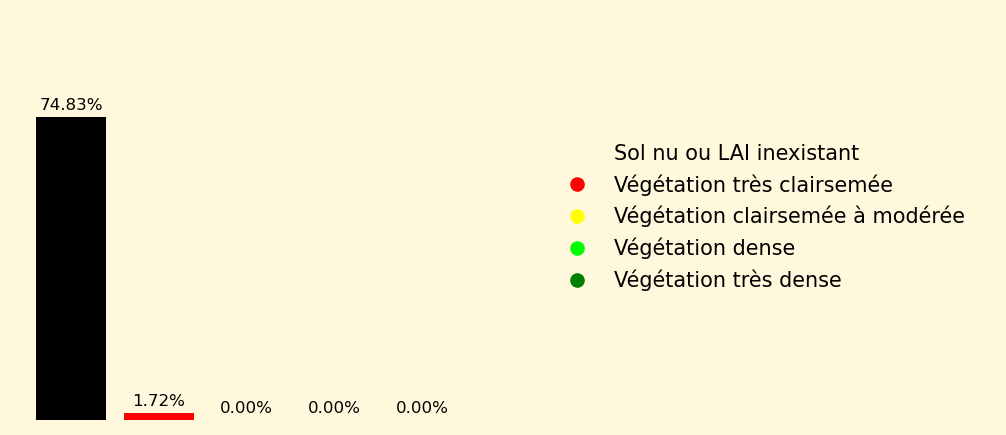 74.83%
1.72%
0.00%
0.00%
0.00%
Sol nu ou LAI inexistant
Végétation très clairsemée
Végétation clairsemée à modérée
Végétation dense
Végétation très dense